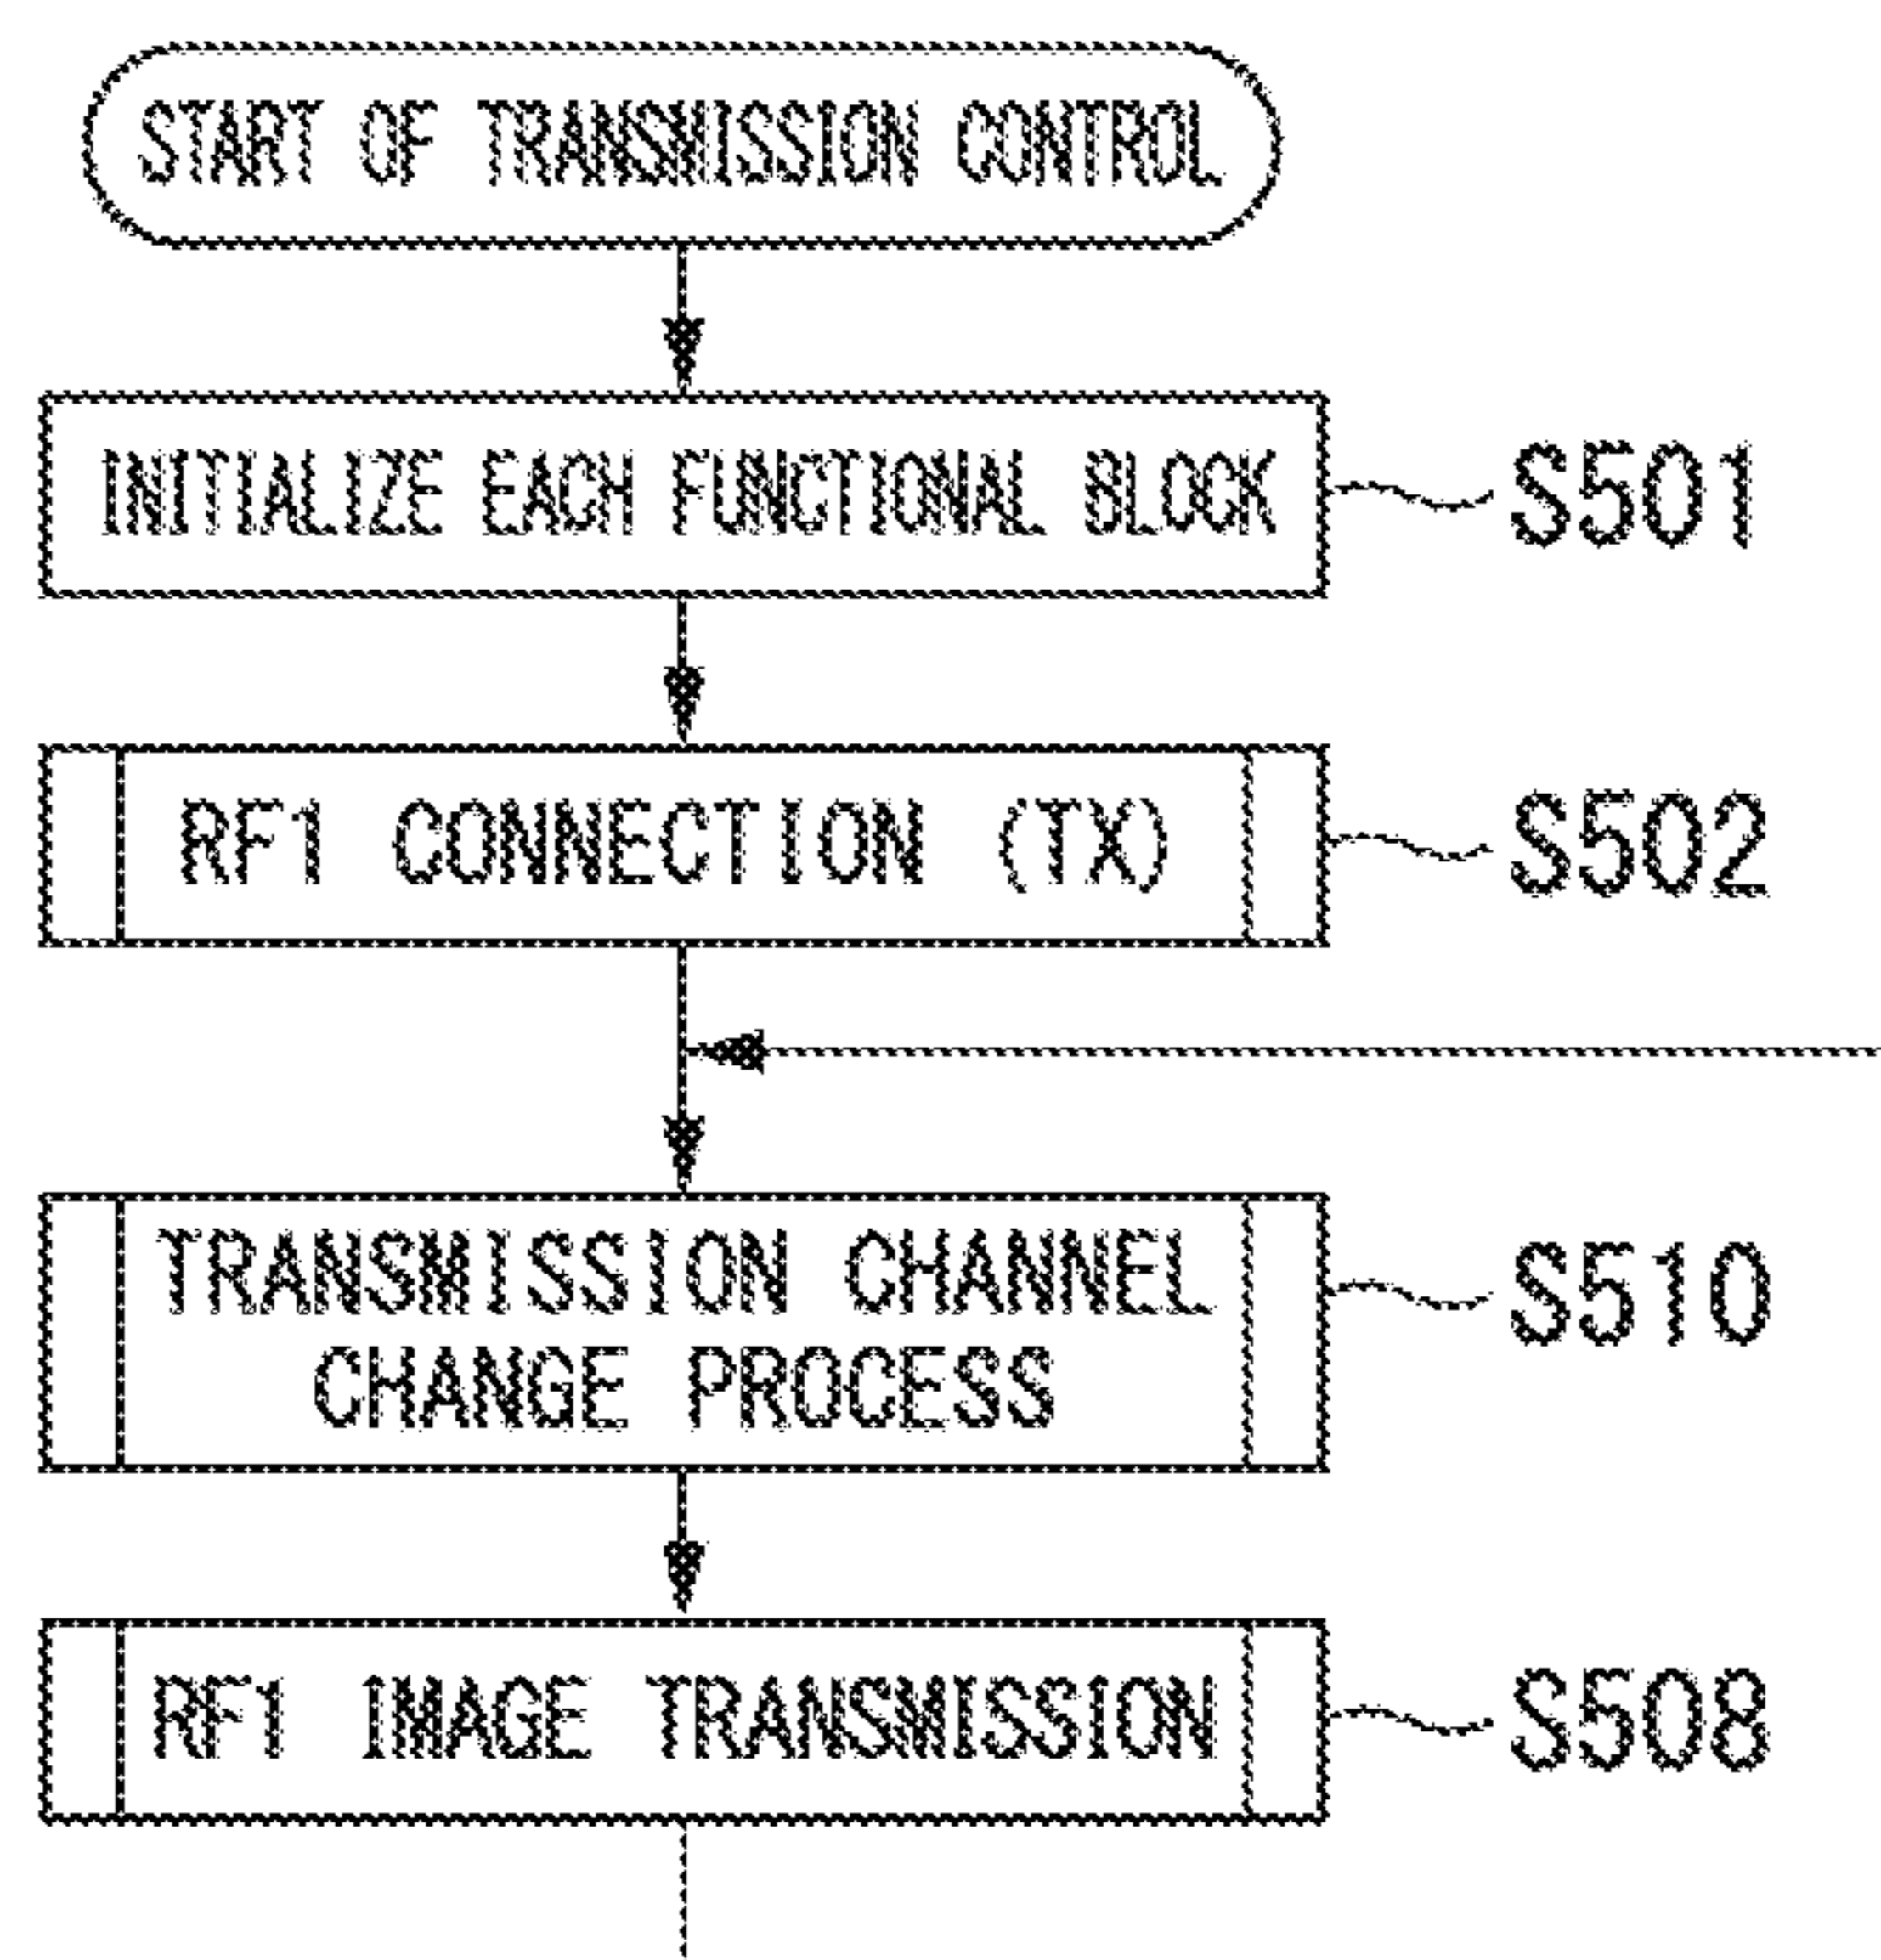 START OF TRANSMISSION CONTROL
INITIALIZE EACH FUNCTIONAL BLOCK
S501
RF1 CONNECTION (TX)
S502
TRANSMISSION CHANNEL
CHANGE PROCESS
S510
RF1 IMAGE TRANSMISSION
S508